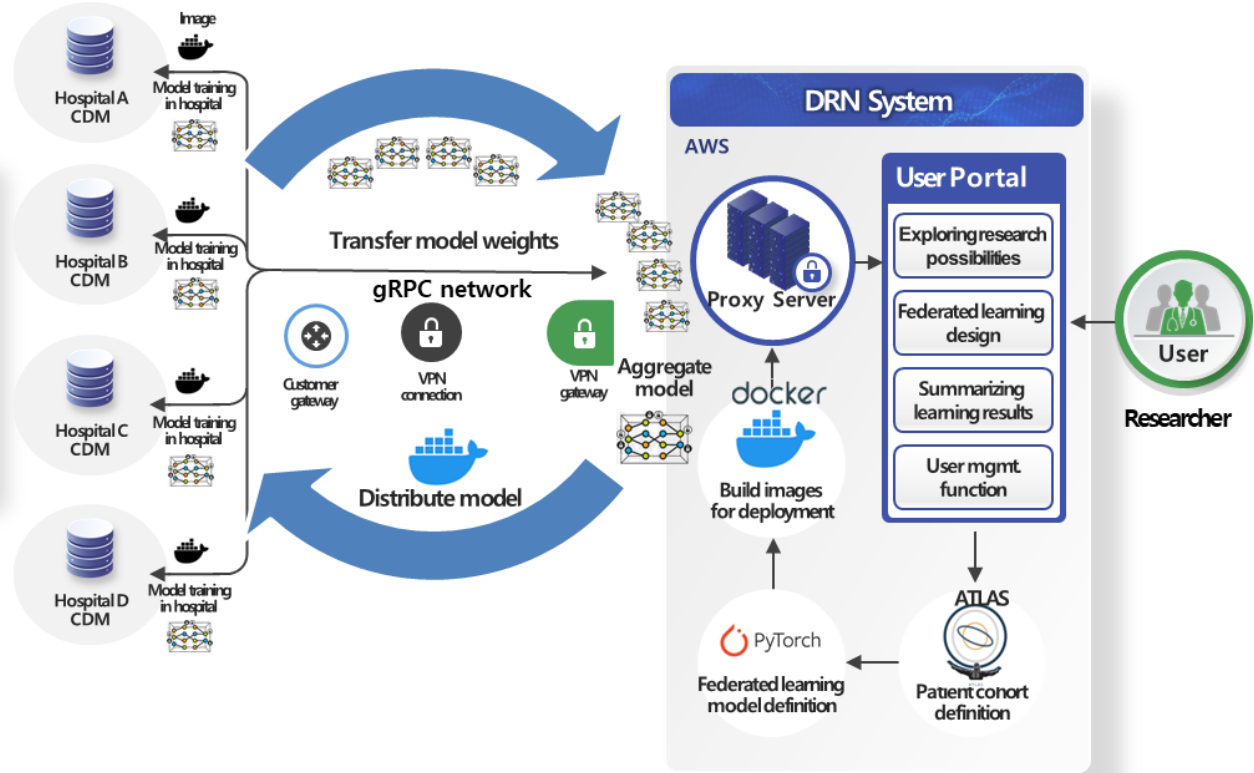 Image
Hospital A
CDM
Model training
in hospital
Hospital B
CDM
Model training
in hospital
Hospital C
CDM
Model training
in hospital
Hospital D
CDM
Model training
in hospital
Transfer model weights
gRPC network
Customer
gateway
VPN
connection
VPN
gateway
Distribute model
Aggregate
model
DRN System
AWS
Proxy Server
docker
Build images
for deployment
PyTorch
Federated learning
model definition
User Portal
Exploring research
possibilities
Federated learning
design
Summarizing
learning results
User mgmt.
function
ATLAS
ATLAS
Patient cohort
definition
User
Researcher